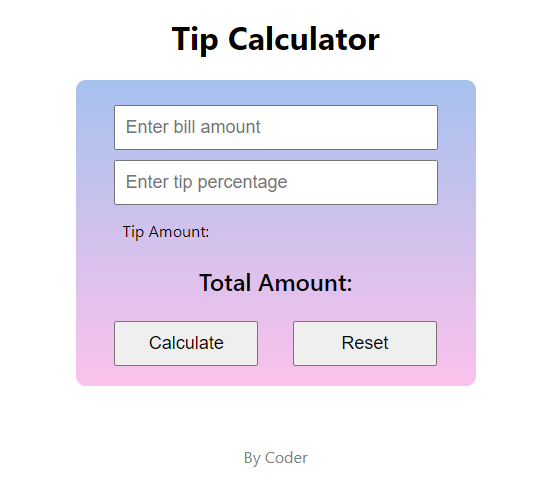 Tip Calculator
Enter bill amount
Enter tip percentage
Tip Amount:
Total Amount:
Calculate
Reset
By Coder